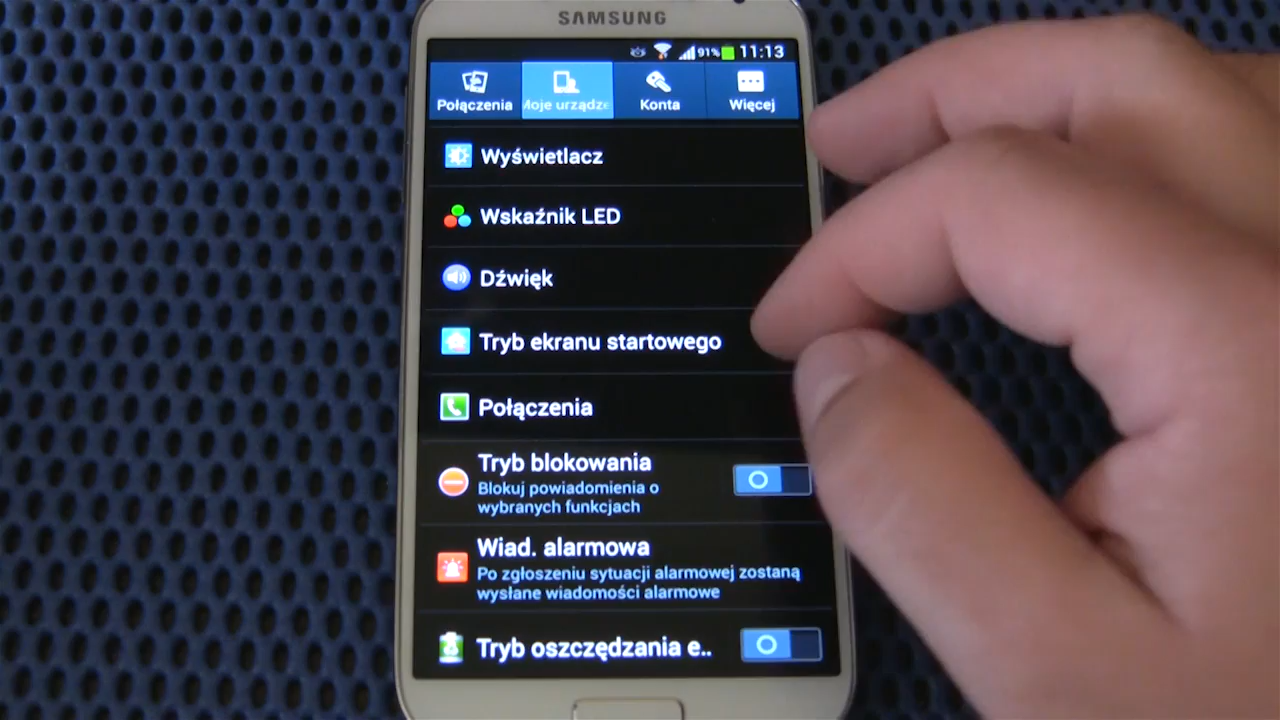 SAMSUNG
91% 11:13
Połączenia Moje urządze Konta Więcej
Wyświetlacz
Wskaźnik LED
Dźwięk
Tryb ekranu startowego
Połączenia
Tryb blokowania
Blokuj powiadomienia o
wybranych funkcjach
Wiad. alarmowa
Po zgłoszeniu sytuacji alarmowej zostaną
wysłane wiadomości alarmowe
Tryb oszczędzania e..